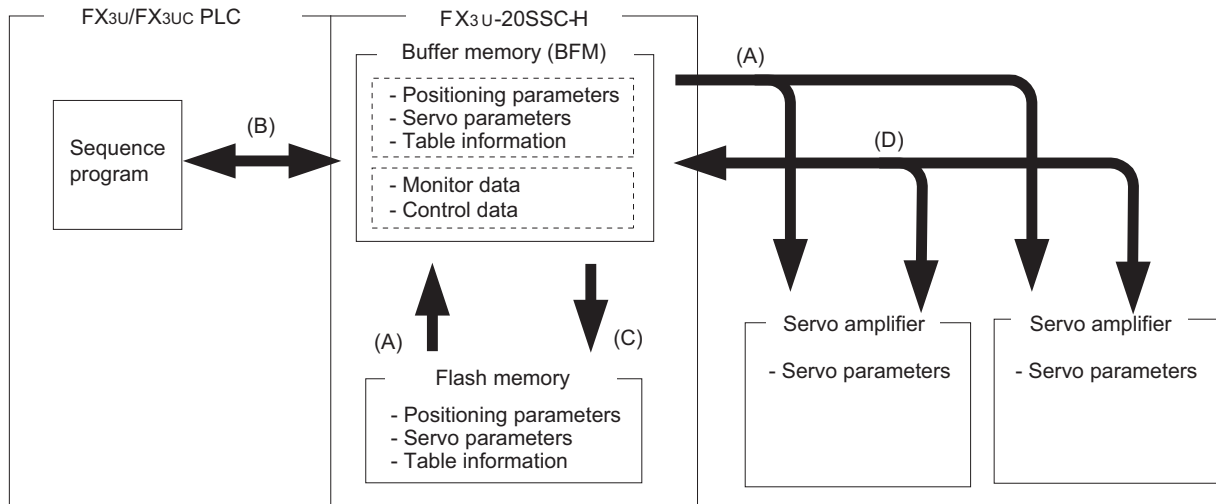 FX3U/FX3UC PLC
FX3U-20SSC-H
Buffer memory (BFM)
- Positioning parameters
- Servo parameters
- Table information
- Monitor data
- Control data
Sequence
program
(B)
(A)
(D)
(A)
(C)
Flash memory
- Positioning parameters
- Servo parameters
- Table information
Servo amplifier
- Servo parameters
Servo amplifier
- Servo parameters